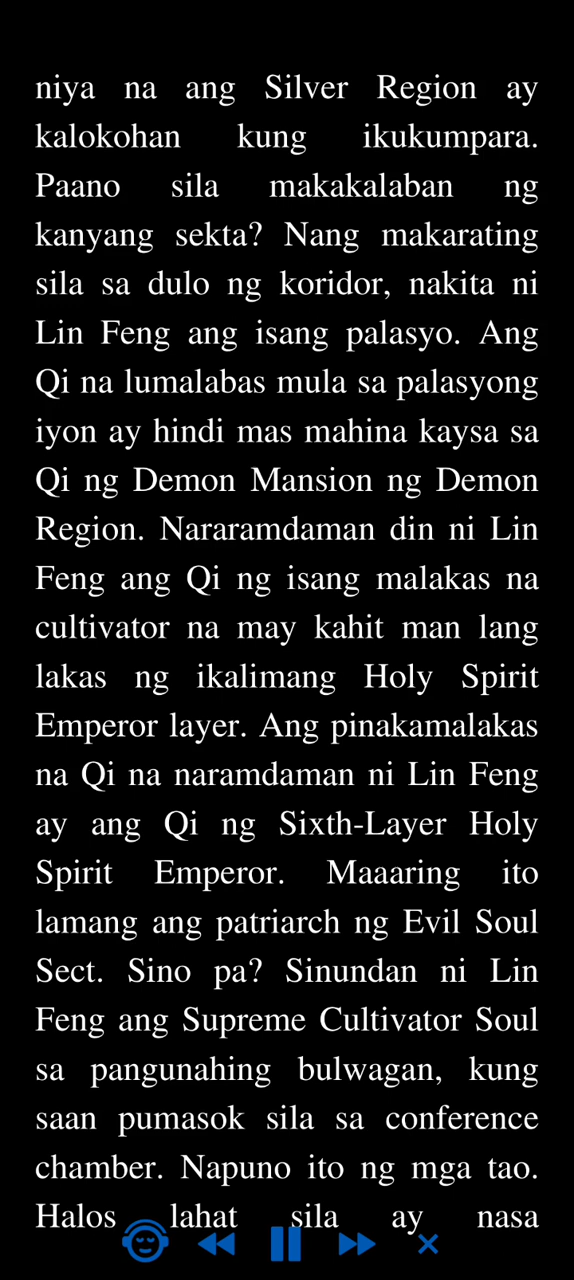 niya na ang Silver Region ay
kalokohan kung ikukumpara.
Paano sila makakalaban ng
kanyang sekta? Nang makarating
sila sa dulo ng koridor, nakita ni
Lin Feng ang isang palasyo. Ang
Qi na lumalabas mula sa palasyong
iyon ay hindi mas mahina kaysa sa
Qi ng Demon Mansion ng Demon
Region. Nararamdaman din ni Lin
Feng ang Qi ng isang malakas na
cultivator na may kahit man lang
lakas ng ikalimang Holy Spirit
Emperor layer. Ang pinakamalakas
na Qi na naramdaman ni Lin Feng
ay ang Qi ng Sixth-Layer Holy
Spirit Emperor. Maaaring ito
lamang ang patriarch ng Evil Soul
Sect. Sino pa? Sinundan ni Lin
Feng ang Supreme Cultivator Soul
sa pangunahing bulwagan, kung
saan pumasok sila sa conference
chamber. Napuno ito ng mga tao.
Halos lahat sila ay nasa